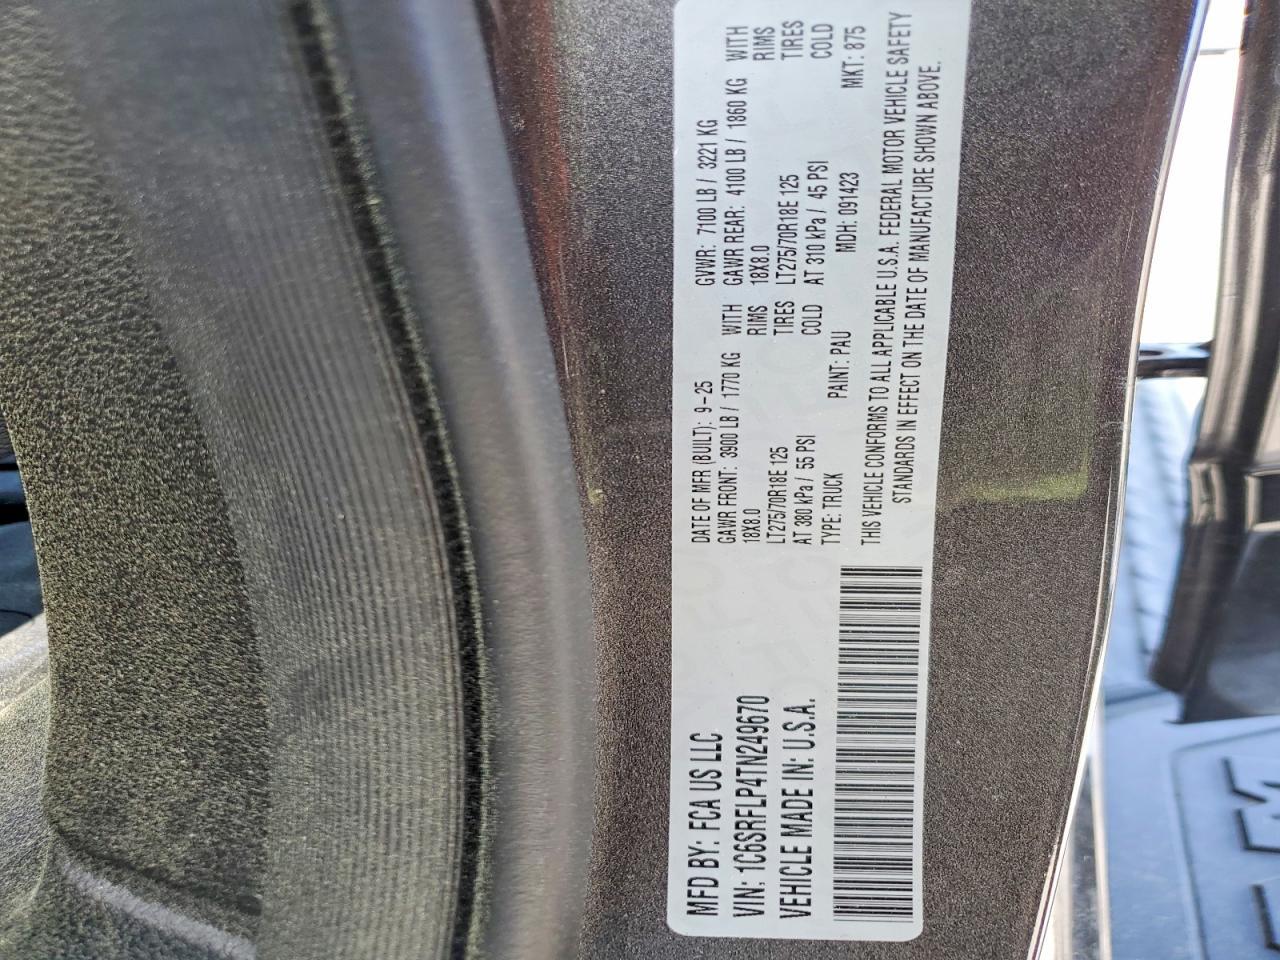 MFD BY: FCA US LLC
VIN: 1C6SRFLP4TN249670
VEHICLE MADE IN: U.S.A.
DATE OF MFR (BUILT): 9-25 GVWR: 7100 LB / 3221 KG
GAWR FRONT: 3900 LB / 1770 KG WITH GAWR REAR: 4100 LB / 1860 KG WITH
18X8.0 RIMS 18X8.0 RIMS
LT275/70R18E 125 TIRES LT275/70R18E 125 TIRES
AT 380 kPa / 55 PSI COLD AT 310 kPa / 45 PSI COLD
TYPE: TRUCK PAINT: PAU MDH: 091423 MKT: 875
THIS VEHICLE CONFORMS TO ALL APPLICABLE U.S.A. FEDERAL MOTOR VEHICLE SAFETY
STANDARDS IN EFFECT ON THE DATE OF MANUFACTURE SHOWN ABOVE.